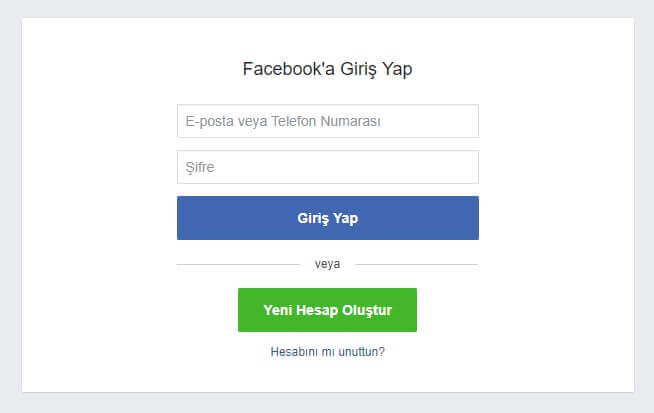 Facebook'a Giriş Yap
E-posta veya Telefon Numarası
Şifre
Giriş Yap
veya
Yeni Hesap Oluştur
Hesabını mı unuttun?